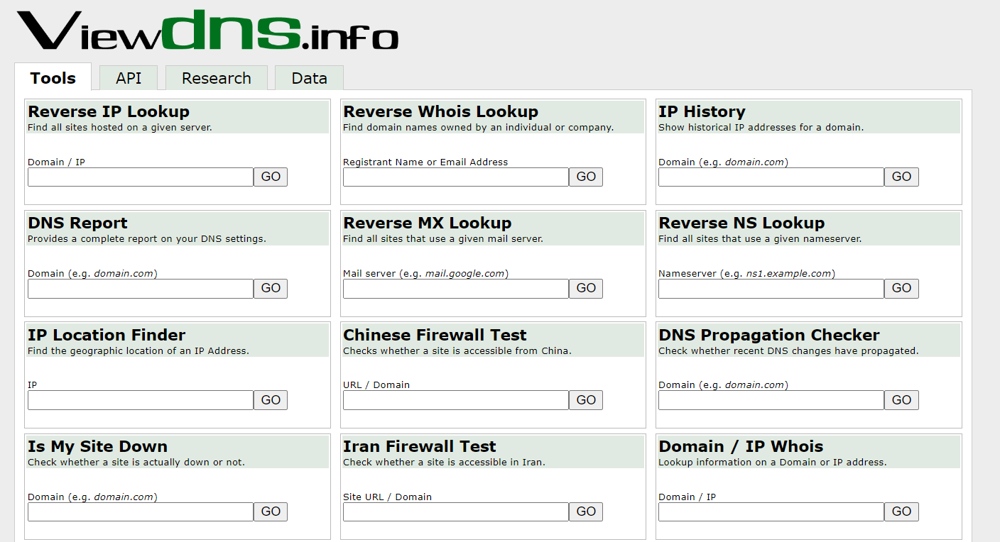 Viewdns.info
Tools API Research Data
Reverse IP Lookup
Find all sites hosted on a given server.
Domain / IP
GO
Reverse Whois Lookup
Find domain names owned by an individual or company.
Registrant Name or Email Address
GO
IP History
Show historical IP addresses for a domain.
Domain (e.g. domain.com)
GO
DNS Report
Provides a complete report on your DNS settings.
Domain (e.g. domain.com)
GO
Reverse MX Lookup
Find all sites that use a given mail server.
Mail server (e.g. mail.google.com)
GO
Reverse NS Lookup
Find all sites that use a given nameserver.
Nameserver (e.g. ns1.example.com)
GO
IP Location Finder
Find the geographic location of an IP Address.
IP
GO
Chinese Firewall Test
Checks whether a site is accessible from China.
URL / Domain
GO
DNS Propagation Checker
Check whether recent DNS changes have propagated.
Domain (e.g. domain.com)
GO
Is My Site Down
Check whether a site is actually down or not.
Domain (e.g. domain.com)
GO
Iran Firewall Test
Check whether a site is accessible in Iran.
Site URL / Domain
GO
Domain / IP Whois
Lookup information on a Domain or IP address.
Domain / IP
GO